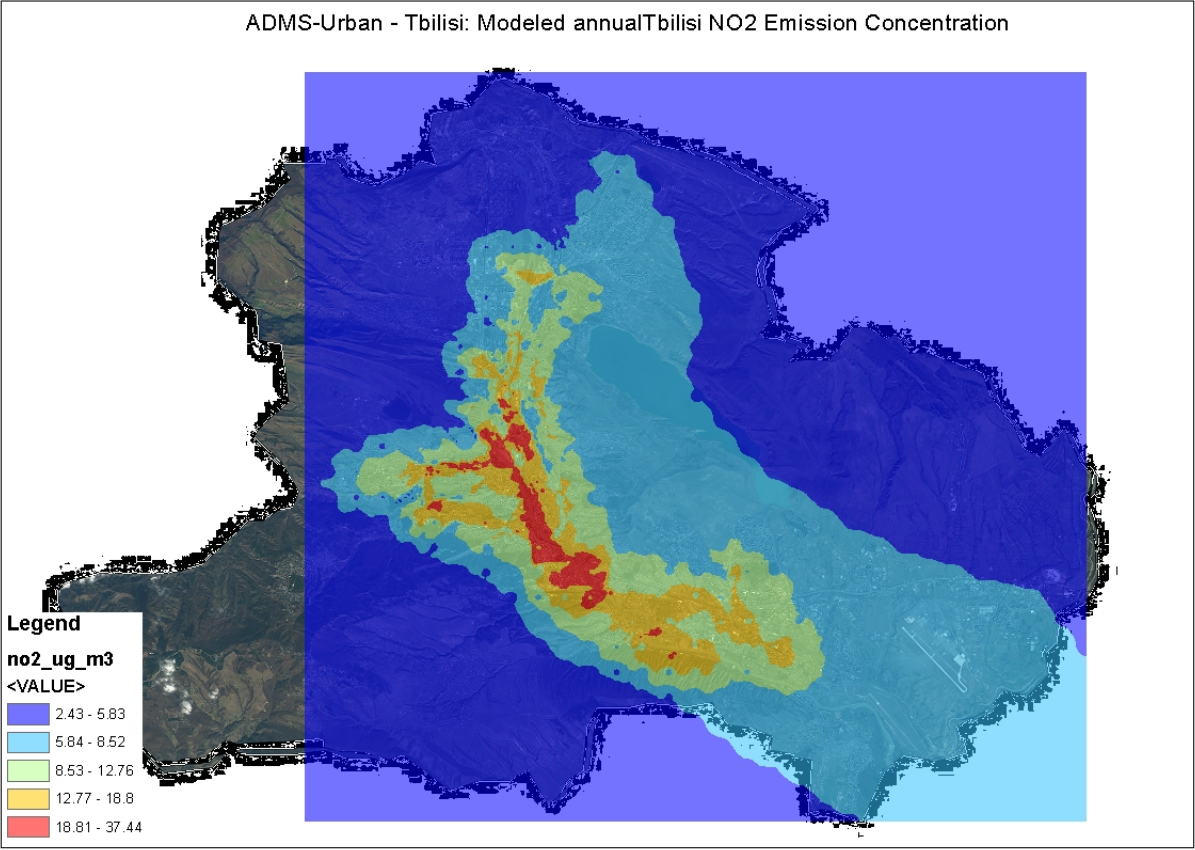 ADMS-Urban - Tbilisi: Modeled annualTbilisi NO2 Emission Concentration
Legend
no2_ug_m3
<VALUE>
2.43 - 5.83
5.84 - 8.52
8.53 - 12.76
12.77 - 18.8
18.81 - 37.44